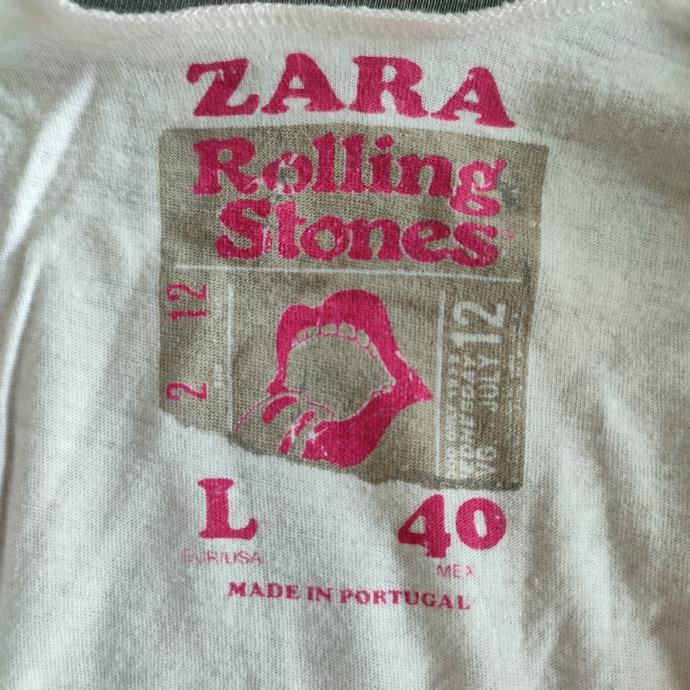 ZARA
Rolling
Stones
2 12
JULY 12
L 40
EUR/USA MEX
MADE IN PORTUGAL